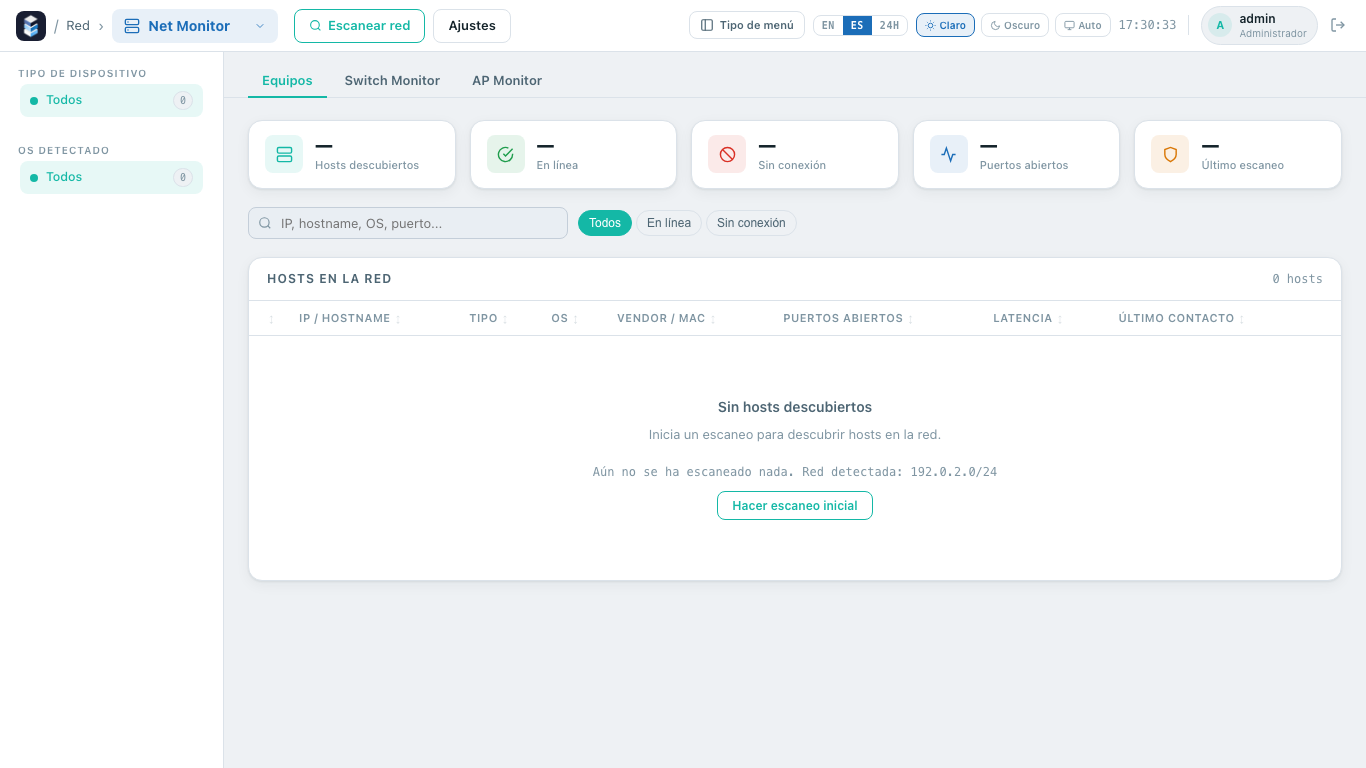 / Red › Net Monitor
Escanear red
Ajustes
Tipo de menú
EN ES 24H
Claro
Oscuro
Auto
17:30:33
A
admin
Administrador
TIPO DE DISPOSITIVO
Todos 0
OS DETECTADO
Todos 0
Equipos
Switch Monitor
AP Monitor
—
Hosts descubiertos
—
En línea
—
Sin conexión
—
Puertos abiertos
—
Último escaneo
IP, hostname, OS, puerto...
Todos
En línea
Sin conexión
HOSTS EN LA RED
0 hosts
↕ IP / HOSTNAME ↕ TIPO ↕ OS ↕ VENDOR / MAC ↕ PUERTOS ABIERTOS ↕ LATENCIA ↕ ÚLTIMO CONTACTO ↕
Sin hosts descubiertos
Inicia un escaneo para descubrir hosts en la red.
Aún no se ha escaneado nada. Red detectada: 192.0.2.0/24
Hacer escaneo inicial